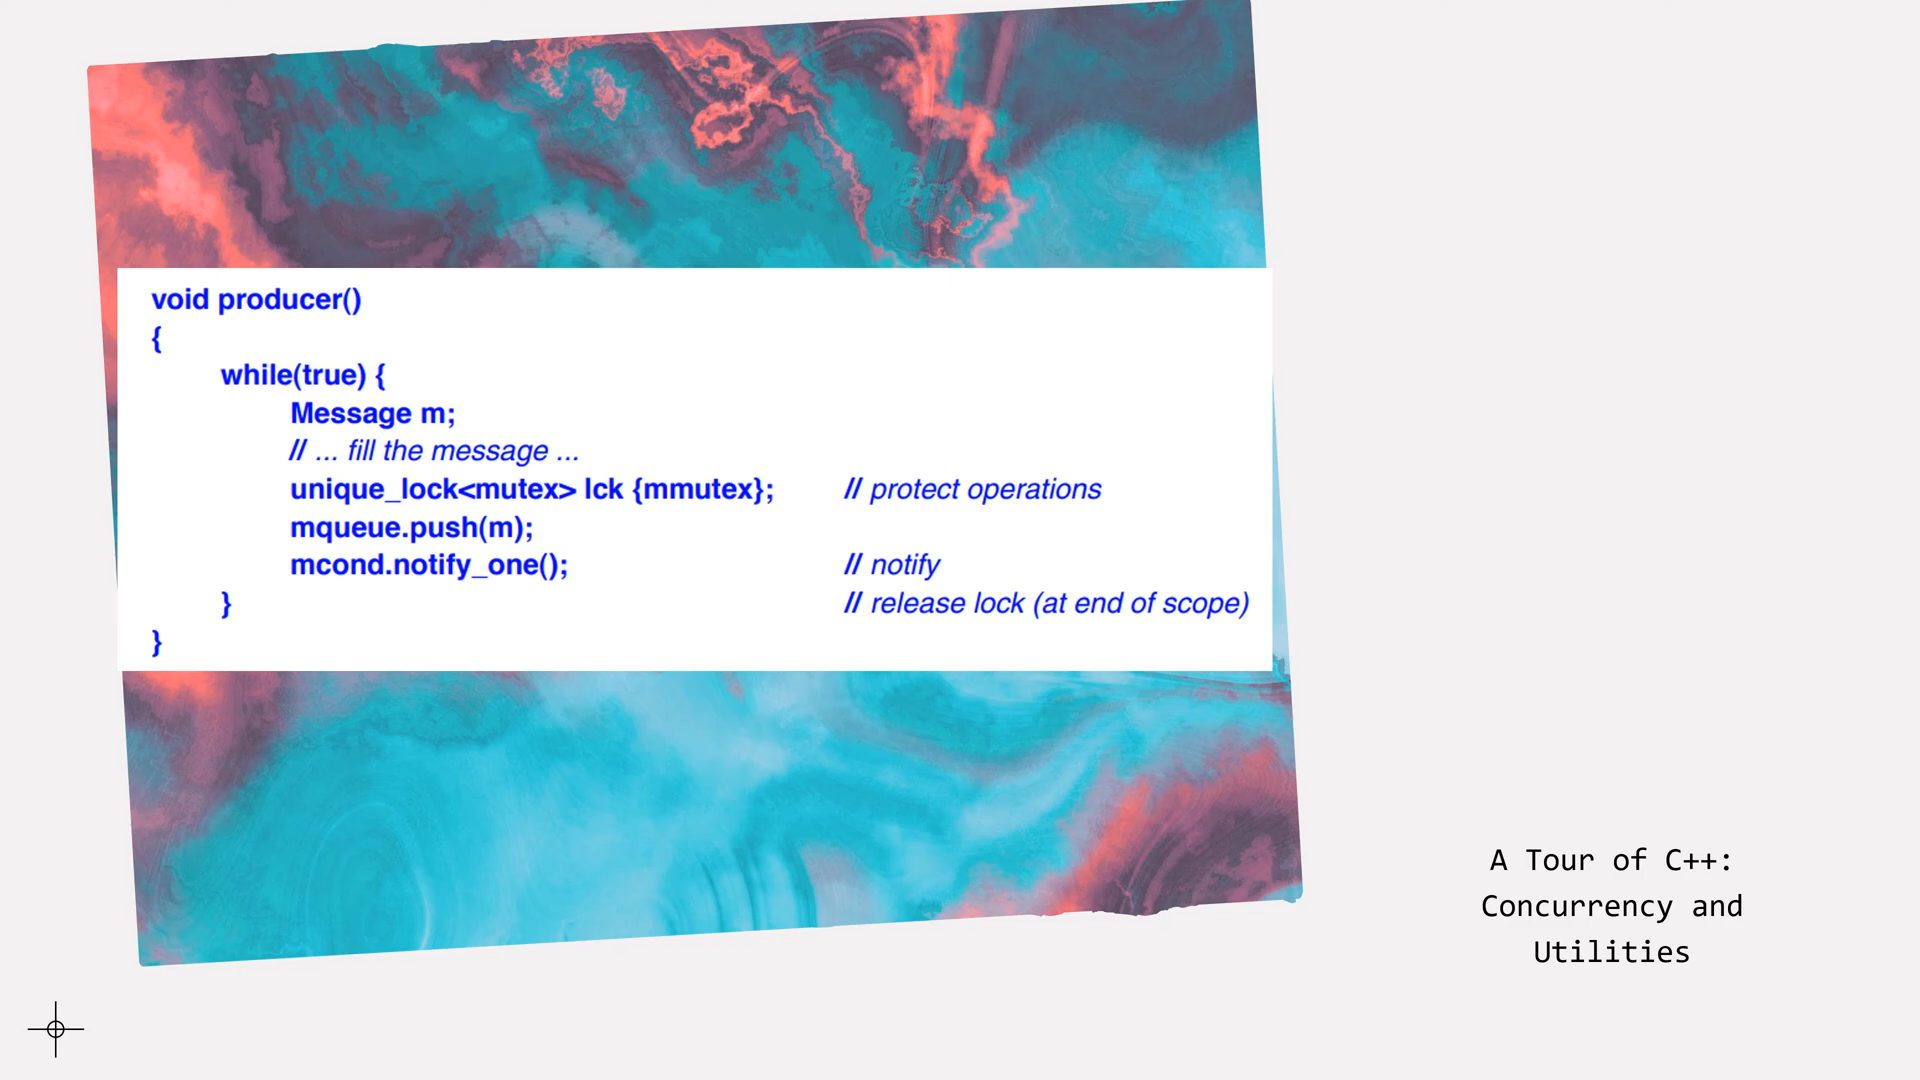 void producer()
{
while(true) {
Message m;
// ... fill the message ...
unique_lock<mutex> lck {mmutex}; // protect operations
mqueue.push(m);
mcond.notify_one(); // notify
} // release lock (at end of scope)
}
A Tour of C++:
Concurrency and
Utilities